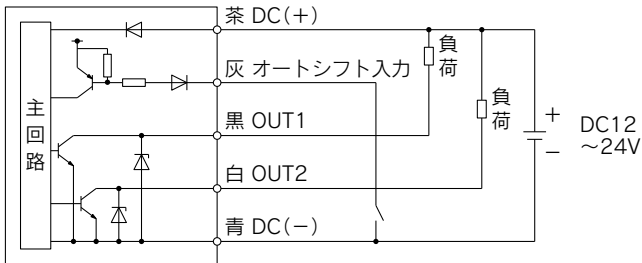 茶 DC(+)
負荷
灰 オートシフト入力
負荷
主回路
黒 OUT1
+
−
DC12
～24V
白 OUT2
青 DC(−)